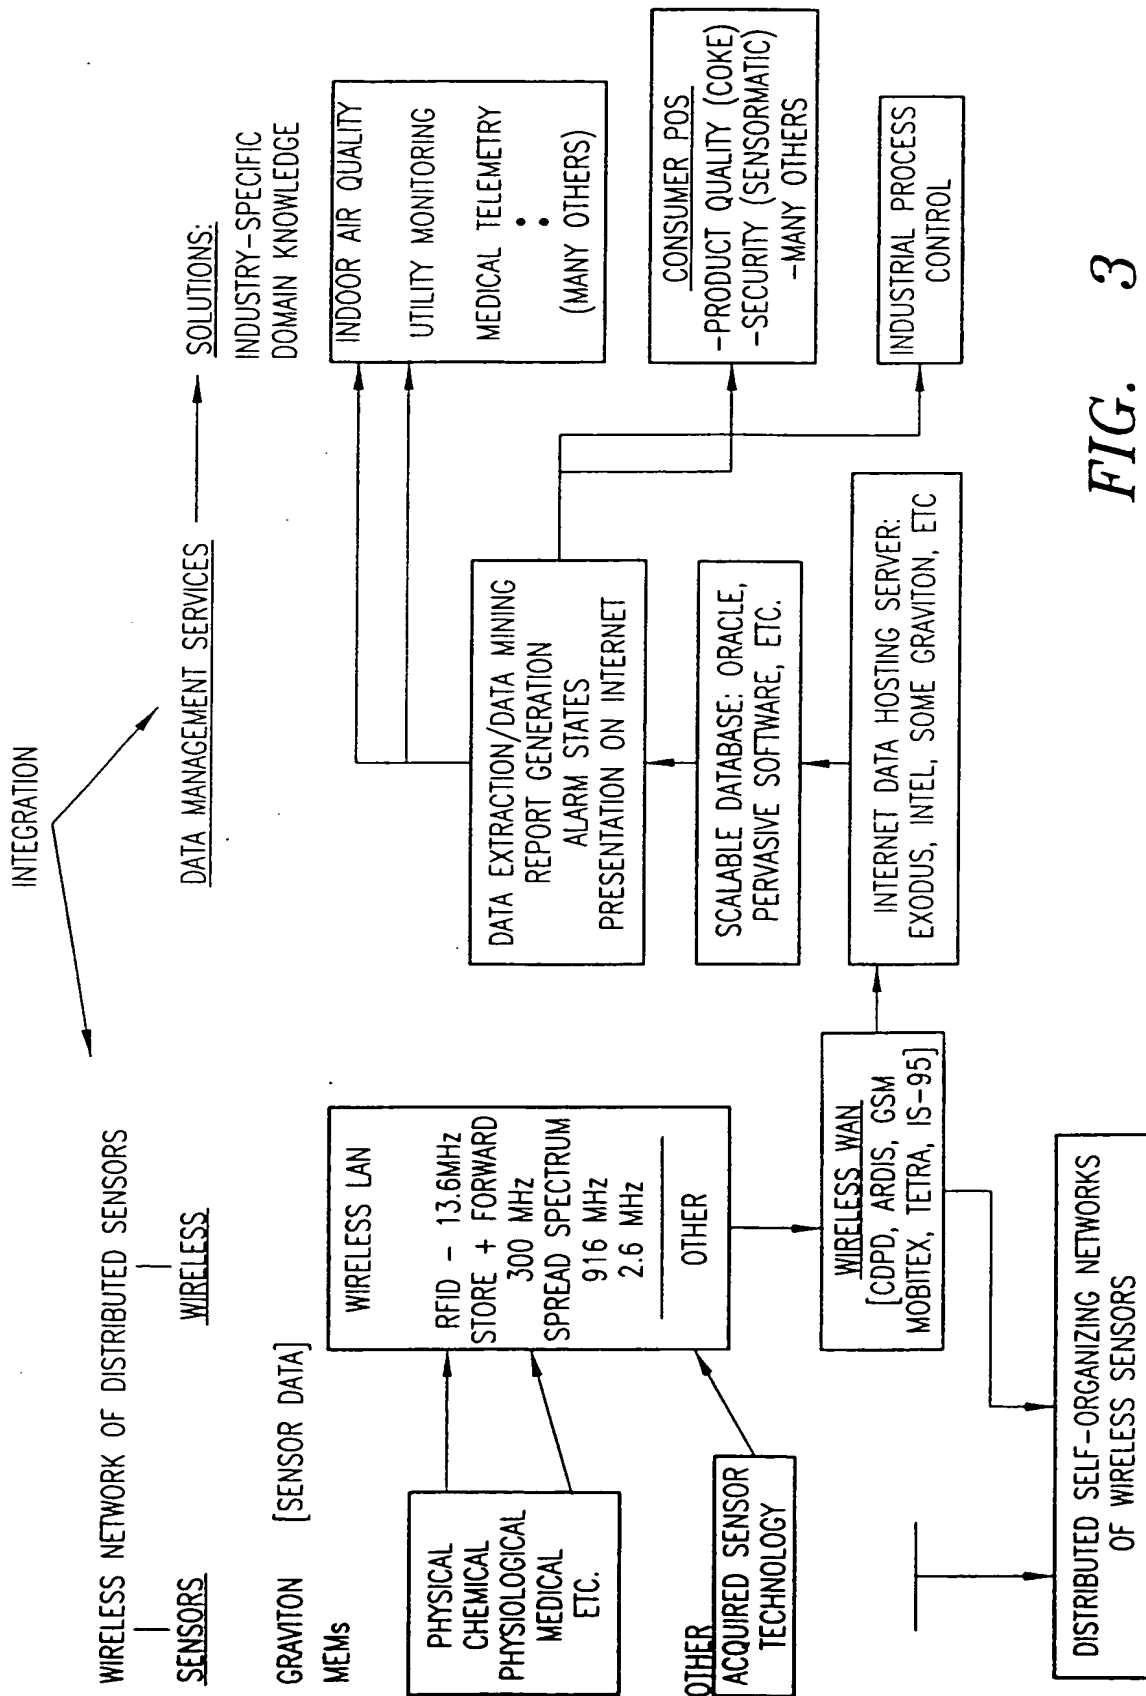 INTEGRATION
WIRELESS NETWORK OF DISTRIBUTED SENSORS
SENSORS
WIRELESS
DATA MANAGEMENT SERVICES
SOLUTIONS:
INDUSTRY-SPECIFIC
DOMAIN KNOWLEDGE
GRAVITON
[SENSOR DATA]
MEMs
PHYSICAL
CHEMICAL
PHYSIOLOGICAL
MEDICAL
ETC.
OTHER
ACQUIRED SENSOR
TECHNOLOGY
WIRELESS LAN
RFID - 13.6MHz
STORE + FORWARD
300 MHz
SPREAD SPECTRUM
916 MHz
2.6 MHz
OTHER
WIRELESS WAN
[CDPD, ARDIS, GSM
MOBITEX, TETRA, IS-95]
DISTRIBUTED SELF-ORGANIZING NETWORKS
OF WIRELESS SENSORS
DATA EXTRACTION/DATA MINING
REPORT GENERATION
ALARM STATES
PRESENTATION ON INTERNET
SCALABLE DATABASE: ORACLE,
PERVASIVE SOFTWARE, ETC.
INTERNET DATA HOSTING SERVER:
EXODUS, INTEL, SOME GRAVITON, ETC
INDOOR AIR QUALITY
UTILITY MONITORING
MEDICAL TELEMETRY
(MANY OTHERS)
CONSUMER POS
-PRODUCT QUALITY (COKE)
-SECURITY (SENSORMATIC)
-MANY OTHERS
INDUSTRIAL PROCESS
CONTROL
FIG. 3